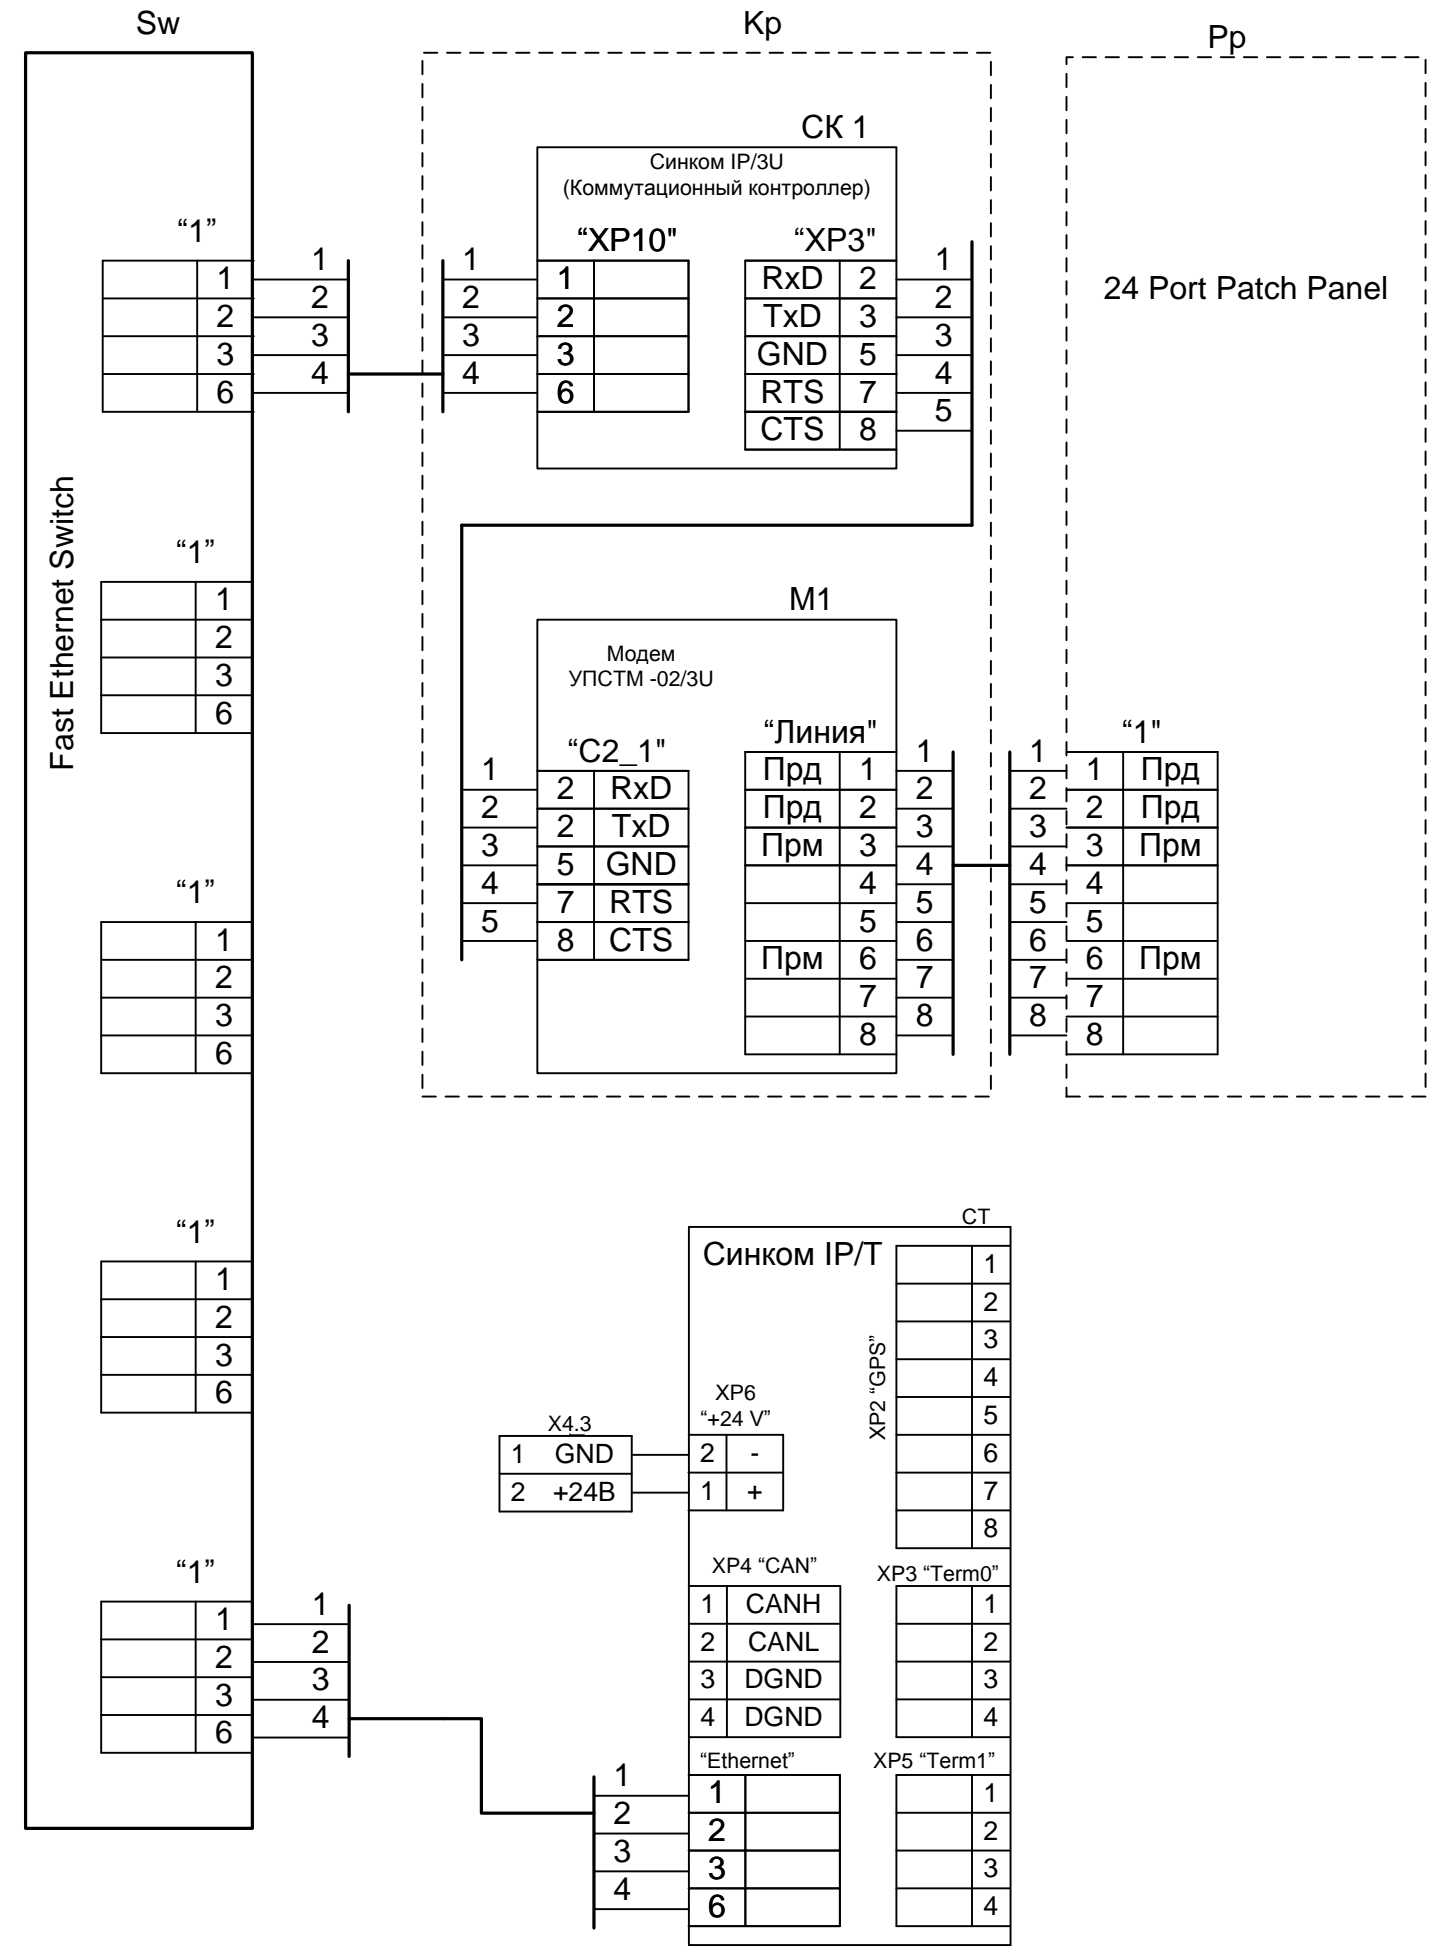 Sw
Kp
Pp
Fast Ethernet Switch
“1”
1
2
3
6
1
2
3
4
“1”
1
2
3
6
“1”
1
2
3
6
“1”
1
2
3
6
“1”
1
2
3
6
1
2
3
4
СК 1
Синком IP/3U
(Коммутационный контроллер)
1
2
3
4
“XP10"
1
2
3
6
“XP3"
RxD 2
TxD 3
GND 5
RTS 7
CTS 8
1
2
3
4
5
М1
Модем
УПСТМ -02/3U
1
2
3
4
5
“C2_1"
2 RxD
2 TxD
5 GND
7 RTS
8 CTS
“Линия"
Прд 1
Прд 2
Прм 3
4
5
Прм 6
7
8
1
2
3
4
5
6
7
8
24 Port Patch Panel
1
2
3
4
5
6
7
8
“1"
1 Прд
2 Прд
3 Прм
4
5
6 Прм
7
8
СТ
Синком IP/T
XP2 “GPS”
1
2
3
4
5
6
7
8
X4.3
1 GND
2 +24В
XP6
“+24 V”
2 -
1 +
XP4 “CAN”
1 CANH
2 CANL
3 DGND
4 DGND
XP3 “Term0”
1
2
3
4
“Ethernet”
1
2
3
6
1
2
3
4
XP5 “Term1”
1
2
3
4